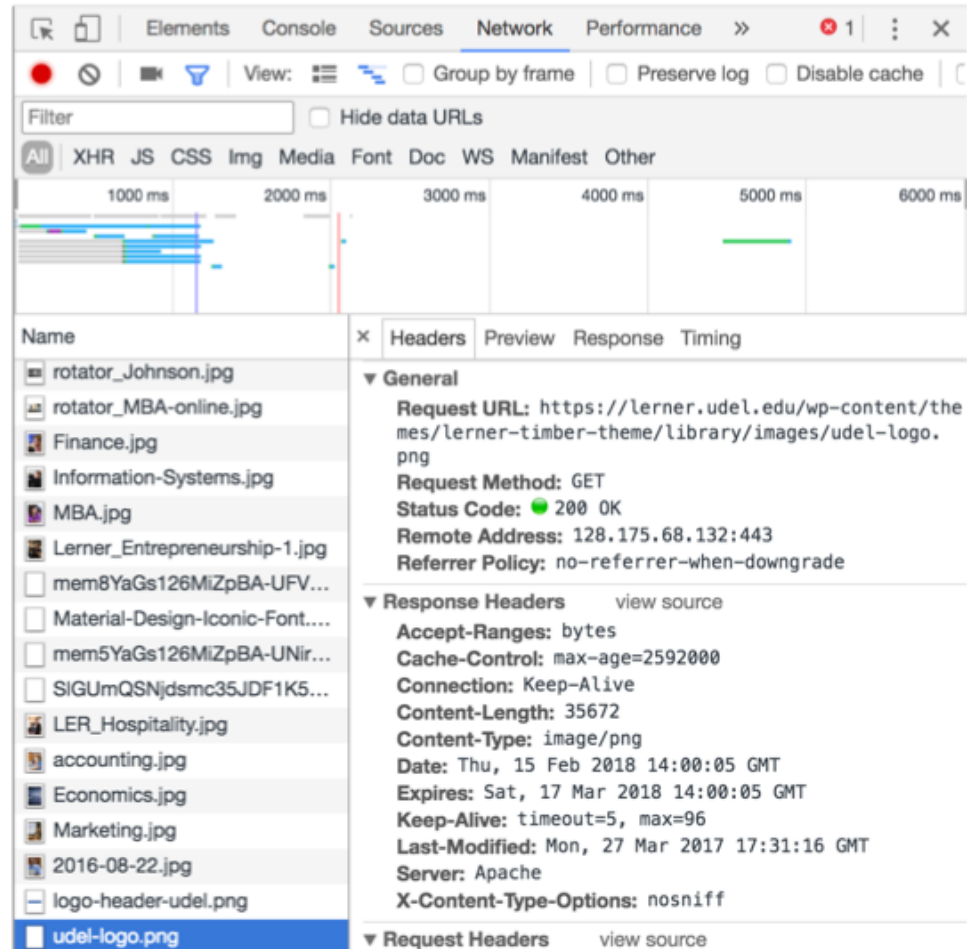 Elements Console Sources Network Performance » 1
View: Group by frame Preserve log Disable cache
Filter Hide data URLs
All XHR JS CSS Img Media Font Doc WS Manifest Other
1000 ms 2000 ms 3000 ms 4000 ms 5000 ms 6000 ms
Name
rotator_Johnson.jpg
rotator_MBA-online.jpg
Finance.jpg
Information-Systems.jpg
MBA.jpg
Lerner_Entrepreneurship-1.jpg
mem8YaGs126MiZpBA-UFV...
Material-Design-Iconic-Font....
mem5YaGs126MiZpBA-UNir...
SlGUmQSNjdsmc35JDF1K5...
LER_Hospitality.jpg
accounting.jpg
Economics.jpg
Marketing.jpg
2016-08-22.jpg
logo-header-udel.png
udel-logo.png
× Headers Preview Response Timing
▼ General
Request URL: https://lerner.udel.edu/wp-content/the
mes/lerner-timber-theme/library/images/udel-logo.
png
Request Method: GET
Status Code: 200 OK
Remote Address: 128.175.68.132:443
Referrer Policy: no-referrer-when-downgrade
▼ Response Headers view source
Accept-Ranges: bytes
Cache-Control: max-age=2592000
Connection: Keep-Alive
Content-Length: 35672
Content-Type: image/png
Date: Thu, 15 Feb 2018 14:00:05 GMT
Expires: Sat, 17 Mar 2018 14:00:05 GMT
Keep-Alive: timeout=5, max=96
Last-Modified: Mon, 27 Mar 2017 17:31:16 GMT
Server: Apache
X-Content-Type-Options: nosniff
▼ Request Headers view source